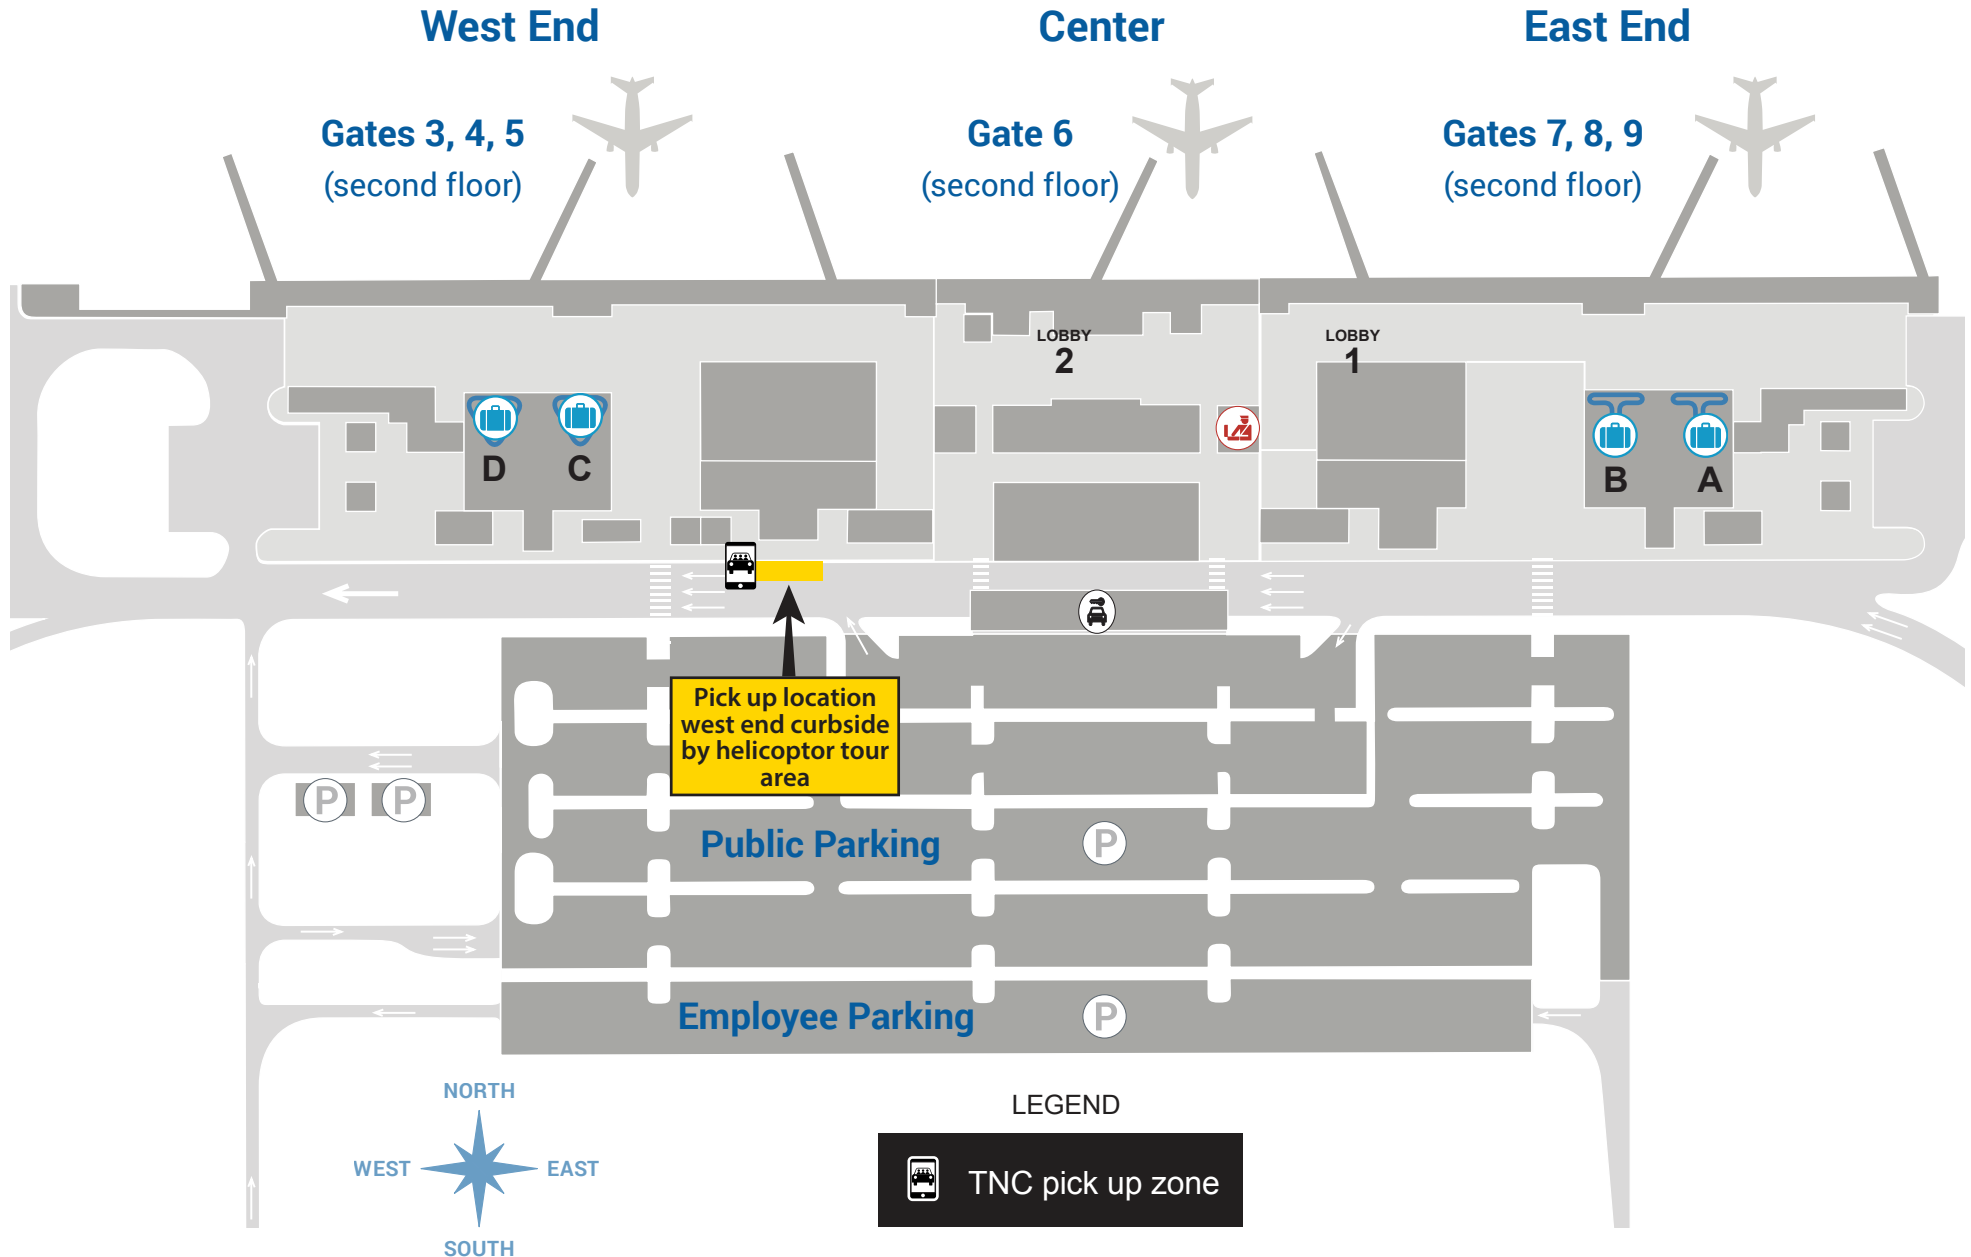 West End
Center
East End
Gates 3, 4, 5
(second floor)
Gate 6
(second floor)
Gates 7, 8, 9
(second floor)
LOBBY
2
LOBBY
1
D
C
B
A
Pick up location
west end curbside
by helicoptor tour
area
P
P
Public Parking
P
Employee Parking
P
NORTH
WEST
EAST
SOUTH
LEGEND
TNC pick up zone